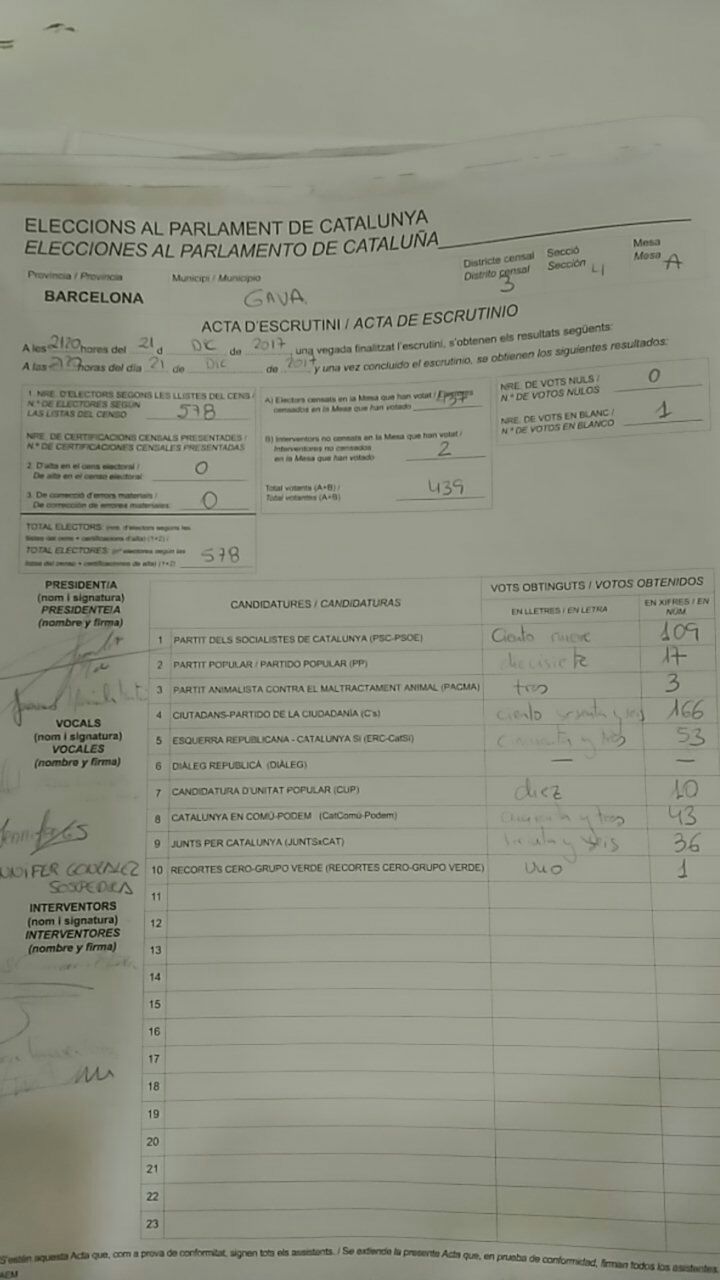 ELECCIONS AL PARLAMENT DE CATALUNYA
ELECCIONES AL PARLAMENTO DE CATALUÑA
Província / Provincia
Municipi / Municipio
Districte censal
Distrito censal
Secció
Sección
Mesa
Mesa
BARCELONA
GAVA
3
4
A
ACTA D'ESCRUTINI / ACTA DE ESCRUTINIO
A les 2120 hores del 21 d DIC de 2017 una vegada finalitzat l'escrutini, s'obtenen els resultats següents:
A las 2120 horas del día 21 de DIC de 2017 y una vez concluido el escrutinio, se obtienen los siguientes resultados:
1. NRE. D'ELECTORS SEGONS LES LLISTES DEL CENS /
N.º DE ELECTORES SEGÚN
LAS LISTAS DEL CENSO 578
NRE. DE CERTIFICACIONS CENSALS PRESENTADES /
N.º DE CERTIFICACIONES CENSALES PRESENTADAS
2. D'alta en el cens electoral /
De alta en el censo electoral: 0
3. De correcció d'errors materials /
De corrección de errores materiales: 0
TOTAL ELECTORS: (nre. d'electors segons les
llistes del cens + certificacions d'alta) (1+2) /
TOTAL ELECTORES: (nº electores según las
listas del censo + certificaciones de alta) (1+2) 578
A) Electors censats en la Mesa que han votat / Electores
censados en la Mesa que han votado 437
B) Interventors no censats en la Mesa que han votat /
Interventores no censados
en la Mesa que han votado 2
Total votants (A+B) /
Total votantes (A+B) 439
NRE. DE VOTS NULS /
N.º DE VOTOS NULOS 0
NRE. DE VOTS EN BLANC /
N.º DE VOTOS EN BLANCO 1
PRESIDENT/A
(nom i signatura)
PRESIDENTE/A
(nombre y firma)
VOCALS
(nom i signatura)
VOCALES
(nombre y firma)
GONZALEZ
INTERVENTORS
(nom i signatura)
INTERVENTORES
(nombre y firma)
CANDIDATURES / CANDIDATURAS
VOTS OBTINGUTS / VOTOS OBTENIDOS
EN LLETRES / EN LETRA
EN XIFRES / EN NÚM
1 PARTIT DELS SOCIALISTES DE CATALUNYA (PSC-PSOE) Ciento nueve 109
2 PARTIT POPULAR / PARTIDO POPULAR (PP) diecisiete 17
3 PARTIT ANIMALISTA CONTRA EL MALTRACTAMENT ANIMAL (PACMA) tres 3
4 CIUTADANS-PARTIDO DE LA CIUDADANÍA (C's) ciento sesenta y seis 166
5 ESQUERRA REPUBLICANA - CATALUNYA SÍ (ERC-CatSí) cincuenta y tres 53
6 DIÀLEG REPUBLICÀ (DIÀLEG) — —
7 CANDIDATURA D'UNITAT POPULAR (CUP) diez 10
8 CATALUNYA EN COMÚ-PODEM (CatComú-Podem) cuarenta y tres 43
9 JUNTS PER CATALUNYA (JUNTSxCAT) treinta y seis 36
10 RECORTES CERO-GRUPO VERDE (RECORTES CERO-GRUPO VERDE) uno 1
11
12
13
14
15
16
17
18
19
20
21
22
23
S'estén aquesta Acta que, com a prova de conformitat, signen tots els assistents. / Se extiende la presente Acta que, en prueba de conformidad, firman todos los asistentes.